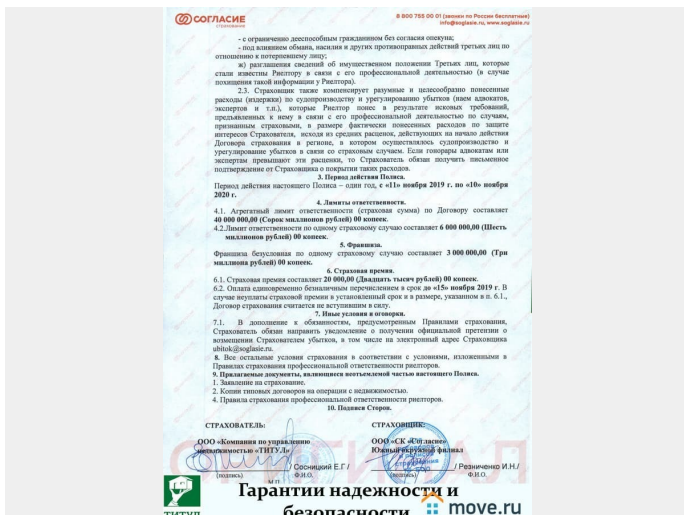 СОГЛАСИЕ
СТРАХОВАНИЕ
8 800 755 00 01 (звонки по России бесплатные)
info@soglasie.ru, www.soglasie.ru
- с ограниченно дееспособным гражданином без согласия опекуна;
- под влиянием обмана, насилия и других противоправных действий третьих лиц по
отношению к потерпевшему лицу;
ж) разглашения сведений об имущественном положении Третьих лиц, которые
стали известны Риелтору в связи с его профессиональной деятельностью (в случае
похищения такой информации у Риелтора).
2.3. Страховщик также компенсирует разумные и целесообразно понесенные
расходы (издержки) по судопроизводству и урегулированию убытков (наем адвокатов,
экспертов и т.п.), которые Риелтор понес в результате исковых требований,
предъявленных к нему в связи с его профессиональной деятельностью по случаям,
признанным страховыми, в размере фактически понесенных расходов по защите
интересов Страхователя, исходя из средних расценок, действующих на начало действия
Договора страхования в регионе, в котором осуществлялось судопроизводство и
урегулирование убытков в связи со страховым случаем. Если гонорары адвокатам или
экспертам превышают эти расценки, то Страхователь обязан получить письменное
подтверждение от Страховщика о покрытии таких расходов.
3. Период действия Полиса.
Период действия настоящего Полиса – один год, с «11» ноября 2019 г. по «10» ноября
2020 г.
4. Лимиты ответственности.
4.1. Агрегатный лимит ответственности (страховая сумма) по Договору составляет
40 000 000,00 (Сорок миллионов рублей) 00 копеек.
4.2.Лимит ответственности по одному страховому случаю составляет 6 000 000,00 (Шесть
миллионов рублей) 00 копеек.
5. Франшиза.
Франшиза безусловная по одному страховому случаю составляет 3 000 000,00 (Три
миллиона рублей) 00 копеек.
6. Страховая премия.
6.1. Страховая премия составляет 20 000,00 (Двадцать тысяч рублей) 00 копеек.
6.2. Оплата единовременно безналичным перечислением в срок до «15» ноября 2019 г. В
случае неуплаты страховой премии в установленный срок и в размере, указанном в п. 6.1.,
Договор страхования считается не вступившим в силу.
7. Иные условия и оговорки.
7.1. В дополнение к обязанностям, предусмотренным Правилами страхования,
Страхователь обязан направить уведомление о получении официальной претензии о
возмещении Страхователем убытков, в том числе на электронный адрес Страховщика
ubitok@soglasie.ru.
8. Все остальные условия страхования в соответствии с условиями, изложенными в
Правилах страхования профессиональной ответственности риелторов.
9. Прилагаемые документы, являющиеся неотъемлемой частью настоящего Полиса.
1. Заявление на страхование.
2. Копии типовых договоров на операции с недвижимостью.
4. Правила страхования профессиональной ответственности риелторов.
10. Подписи Сторон.
СТРАХОВАТЕЛЬ: СТРАХОВЩИК:
ООО «Компания по управлению ООО «СК «Согласие»
недвижимостью «ТИТУЛ» Южный окружной филиал
ОРИГИНАЛ
/ Сосницкий Е.Г / / Резниченко И.Н./
(подпись) Ф.И.О. (подпись) Ф.И.О.
М.П.
Гарантии надежности и
безопасности
ТИТУЛ
move.ru